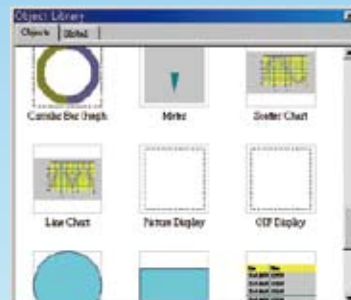 Object Library
Objects Global
Circular Bar Graph Meter Scatter Chart
Line Chart Picture Display GIF Display